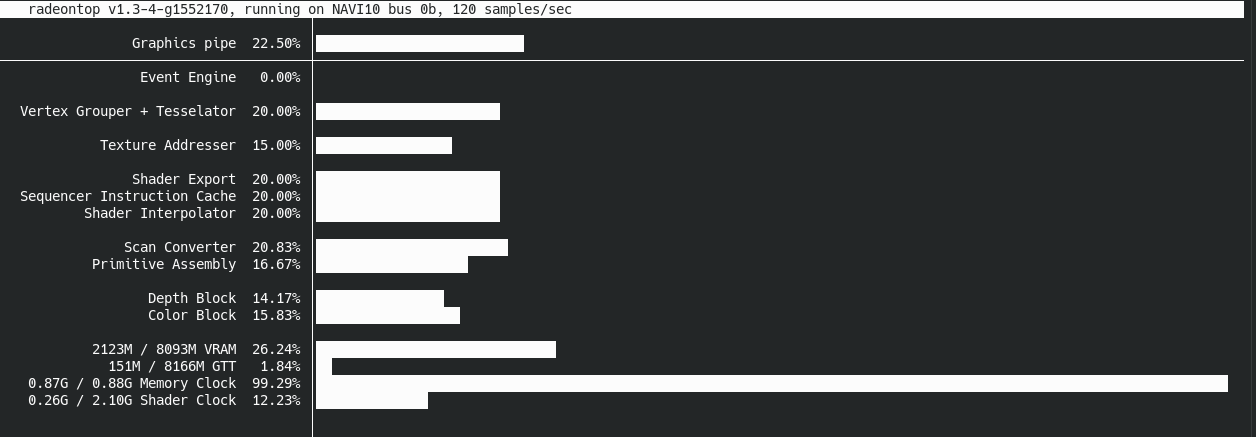 radeontop v1.3-4-g1552170, running on NAVI10 bus 0b, 120 samples/sec
Graphics pipe 22.50%
Event Engine 0.00%
Vertex Grouper + Tesselator 20.00%
Texture Addresser 15.00%
Shader Export 20.00%
Sequencer Instruction Cache 20.00%
Shader Interpolator 20.00%
Scan Converter 20.83%
Primitive Assembly 16.67%
Depth Block 14.17%
Color Block 15.83%
2123M / 8093M VRAM 26.24%
151M / 8166M GTT 1.84%
0.87G / 0.88G Memory Clock 99.29%
0.26G / 2.10G Shader Clock 12.23%